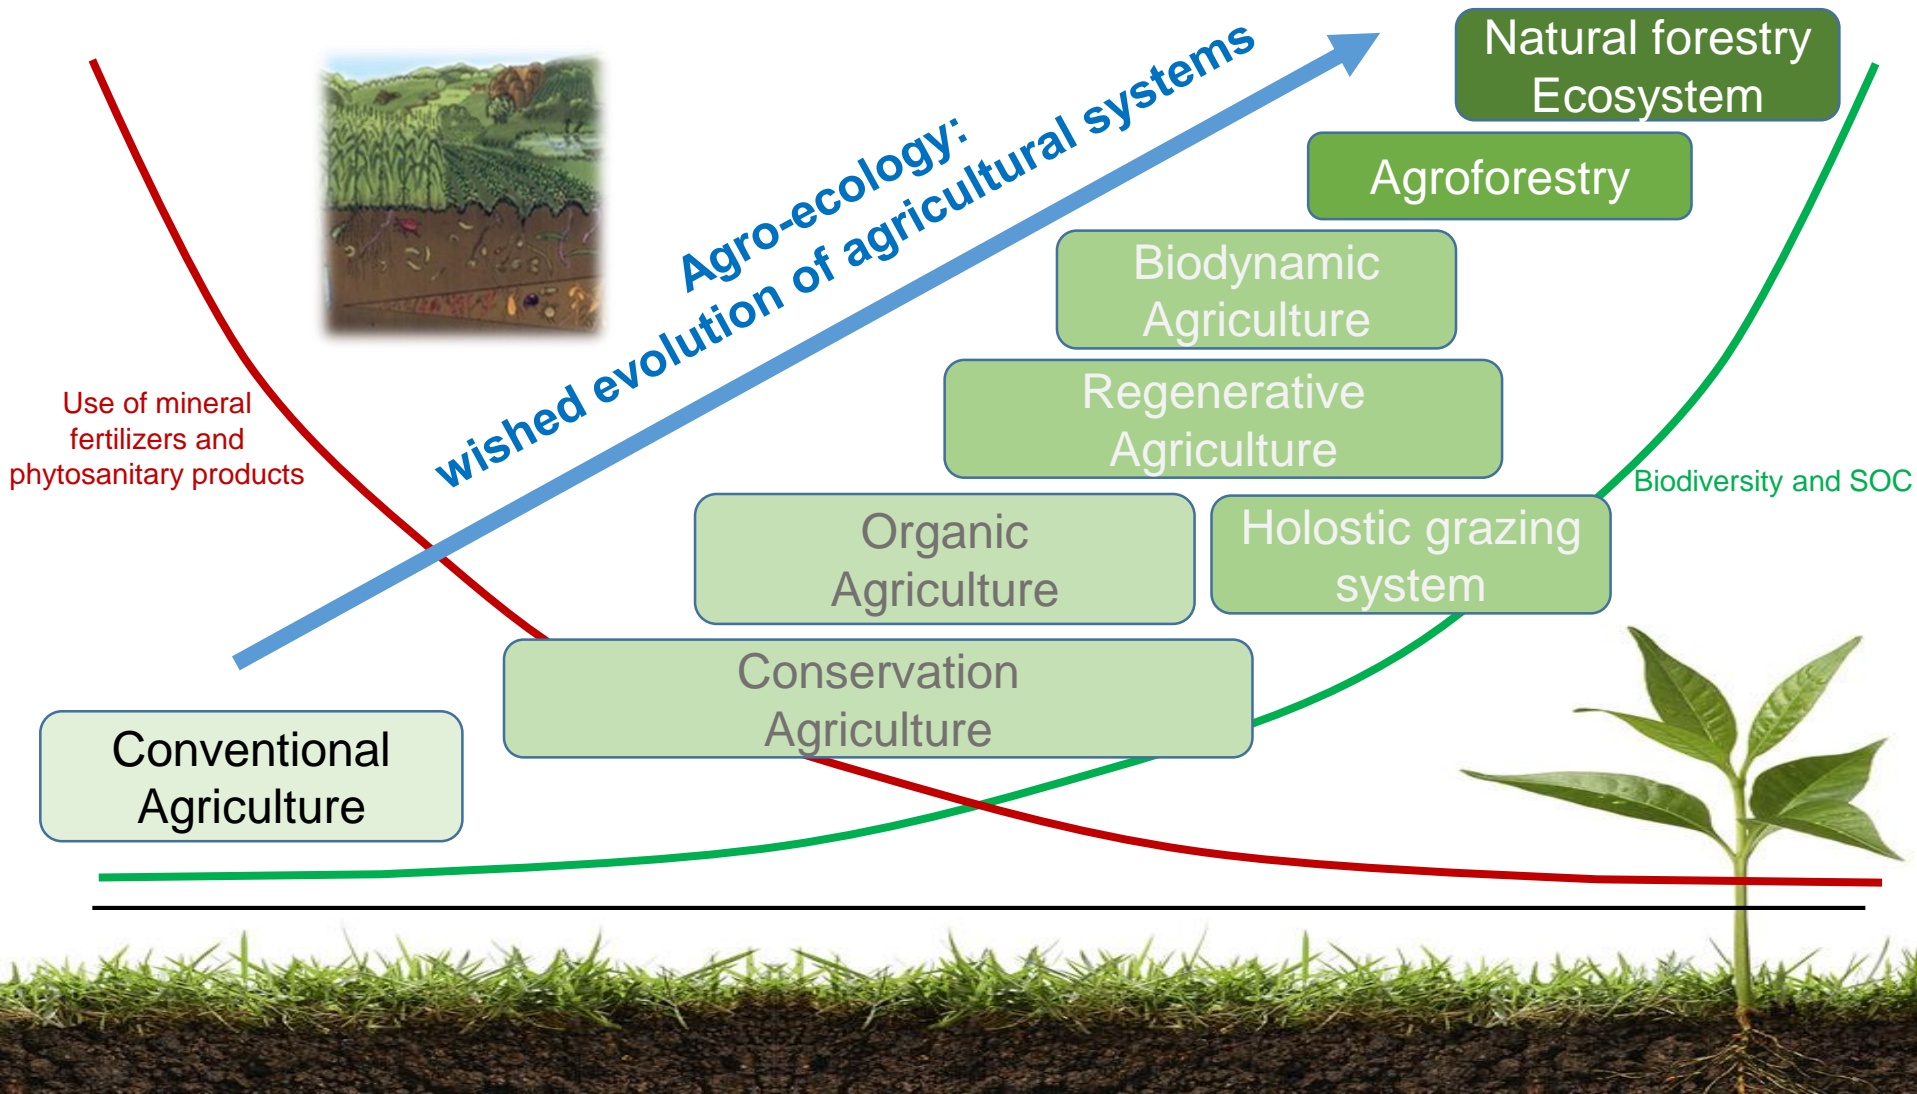 Natural forestry
Ecosystem
Agro-ecology:
wished evolution of agricultural systems
Agroforestry
Biodynamic
Agriculture
Regenerative
Agriculture
Use of mineral
fertilizers and
phytosanitary products
Biodiversity and SOC
Organic
Agriculture
Holostic grazing
system
Conservation
Agriculture
Conventional
Agriculture